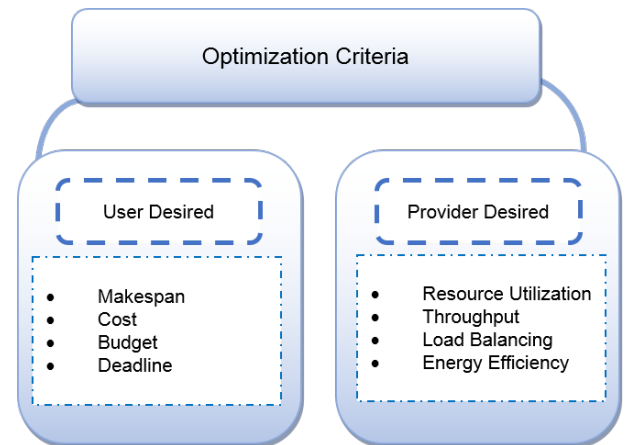 Optimization Criteria
User Desired
• Makespan
• Cost
• Budget
• Deadline
Provider Desired
• Resource Utilization
• Throughput
• Load Balancing
• Energy Efficiency